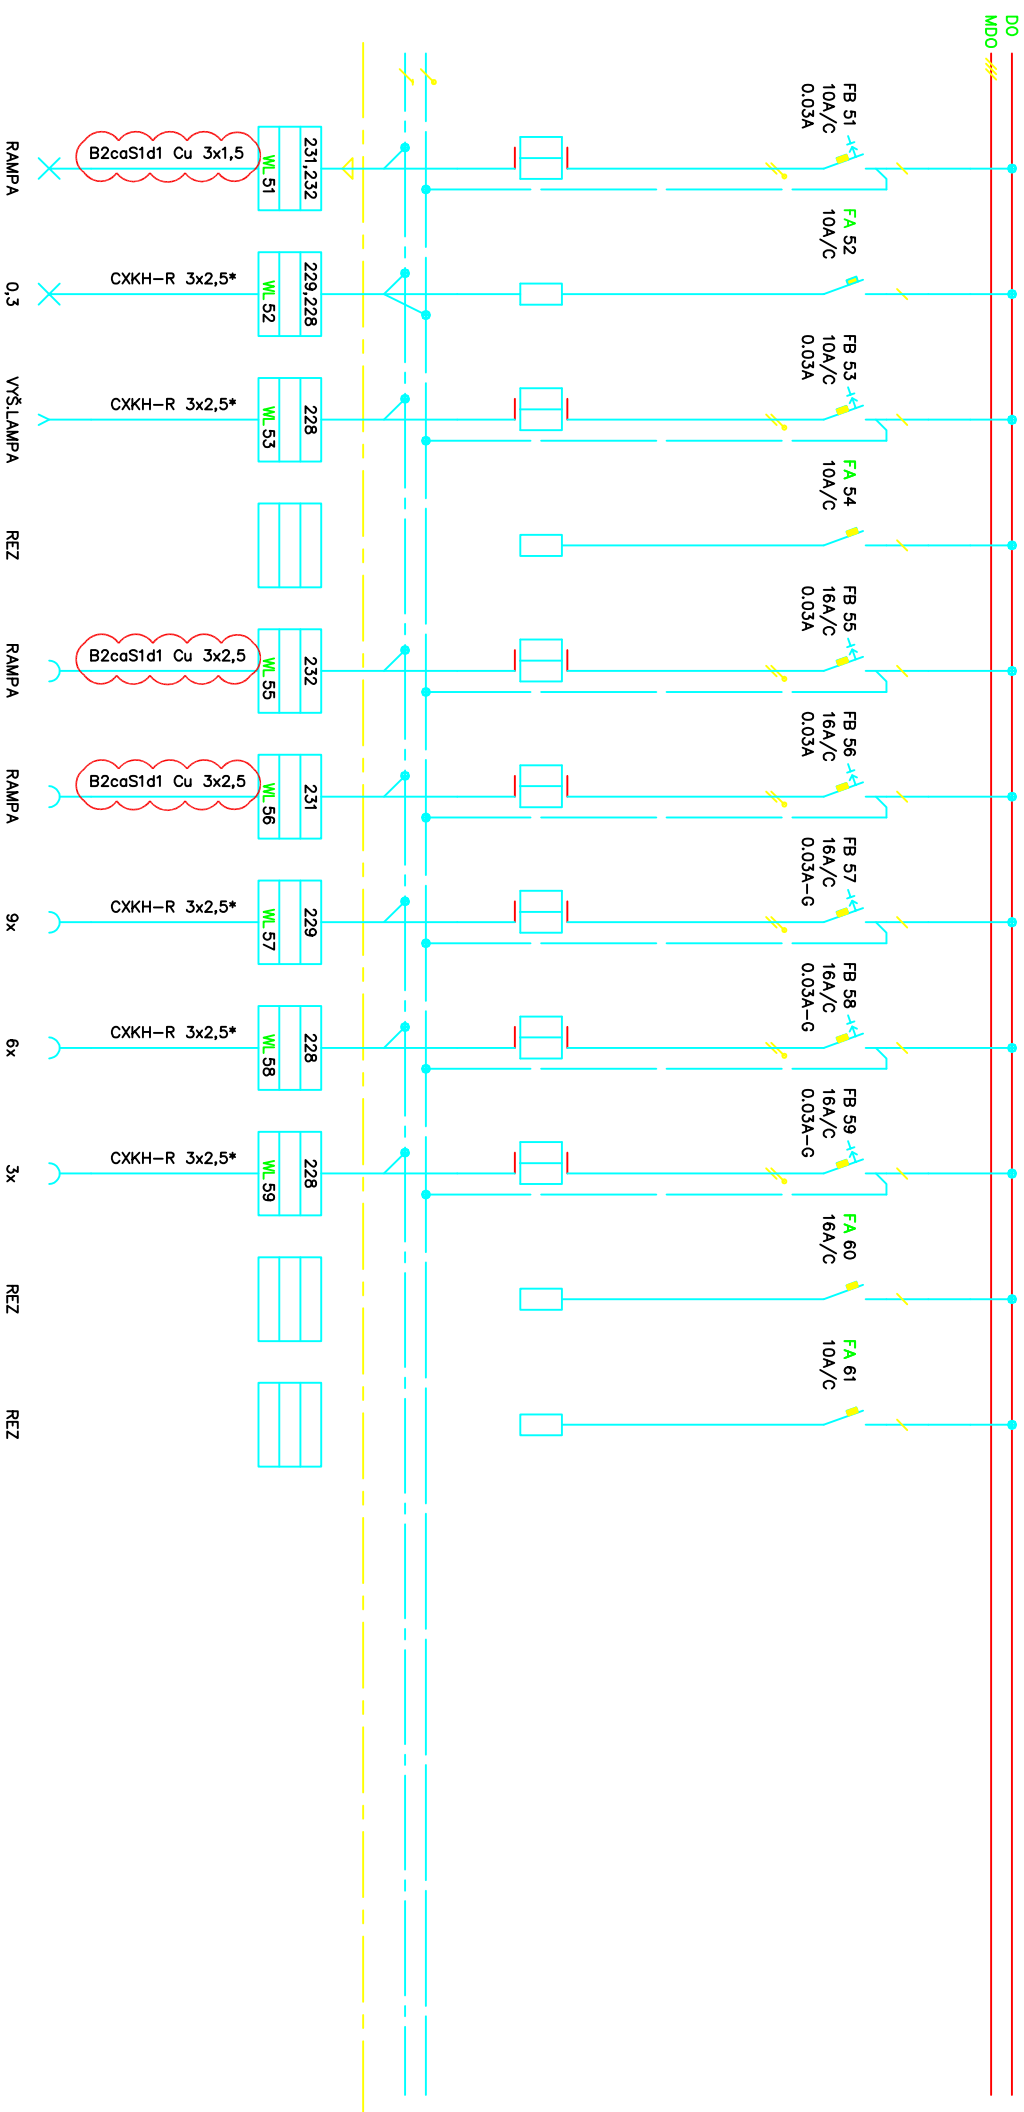 DO
MDO
FB 51
10A/C
0.03A
231,232
WL 51
B2caS1d1 Cu 3x1,5
RAMPA
FA 52
10A/C
229,228
WL 52
CXKH-R 3x2,5*
0,3
FB 53
10A/C
0.03A
228
WL 53
CXKH-R 3x2,5*
VYŠ.LAMPA
FA 54
10A/C
REZ
FB 55
16A/C
0.03A
232
WL 55
B2caS1d1 Cu 3x2,5
RAMPA
FB 56
16A/C
0.03A
231
WL 56
B2caS1d1 Cu 3x2,5
RAMPA
FB 57
16A/C
0.03A-G
229
WL 57
CXKH-R 3x2,5*
9x
FB 58
16A/C
0.03A-G
228
WL 58
CXKH-R 3x2,5*
6x
FB 59
16A/C
0.03A-G
228
WL 59
CXKH-R 3x2,5*
3x
FA 60
16A/C
REZ
FA 61
10A/C
REZ